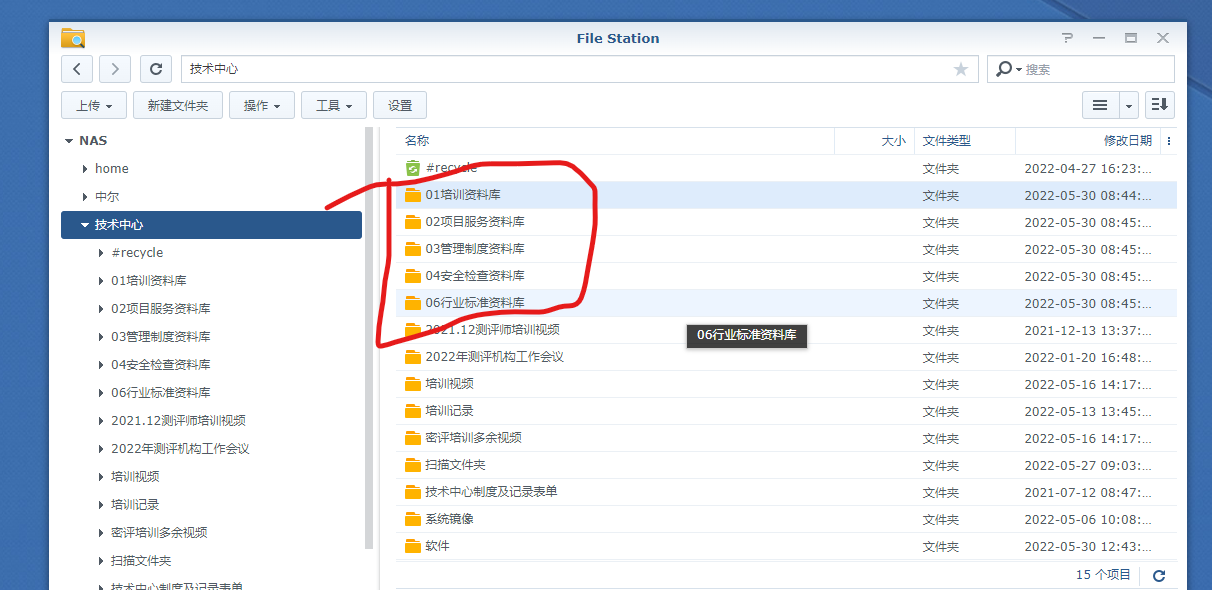 File Station
技术中心
搜索
上传 新建文件夹 操作 工具 设置
NAS
home
中尔
技术中心
#recycle
01培训资料库
02项目服务资料库
03管理制度资料库
04安全检查资料库
06行业标准资料库
2021.12测评师培训视频
2022年测评机构工作会议
培训视频
培训记录
密评培训多余视频
扫描文件夹
技术中心制度及记录表单
名称 大小 文件类型 修改日期
#recycle 文件夹 2022-04-27 16:23:...
01培训资料库 文件夹 2022-05-30 08:44:...
02项目服务资料库 文件夹 2022-05-30 08:45:...
03管理制度资料库 文件夹 2022-05-30 08:45:...
04安全检查资料库 文件夹 2022-05-30 08:45:...
06行业标准资料库 文件夹 2022-05-30 08:45:...
2021.12测评师培训视频 文件夹 2021-12-13 13:37:...
06行业标准资料库
2022年测评机构工作会议 文件夹 2022-01-20 16:48:...
培训视频 文件夹 2022-05-16 14:17:...
培训记录 文件夹 2022-05-13 13:45:...
密评培训多余视频 文件夹 2022-05-16 14:17:...
扫描文件夹 文件夹 2022-05-27 09:03:...
技术中心制度及记录表单 文件夹 2021-07-12 08:47:...
系统镜像 文件夹 2022-05-06 10:08:...
软件 文件夹 2022-05-30 12:43:...
15 个项目